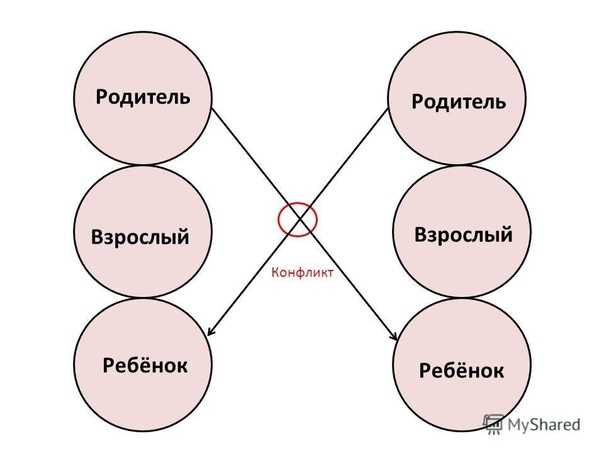 Родитель
Родитель
Взрослый
Взрослый
Конфликт
Ребёнок
Ребёнок
MyShared